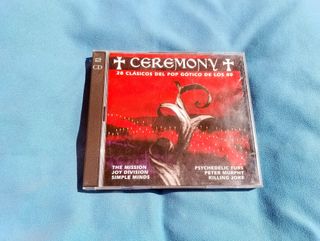 2
CD
✝ CEREMONY ✝
26 CLÁSICOS DEL POP GÓTICO DE LOS 80
THE MISSION
JOY DIVISION
SIMPLE MINDS
PSYCHEDELIC FURS
PETER MURPHY
KILLING JOKE